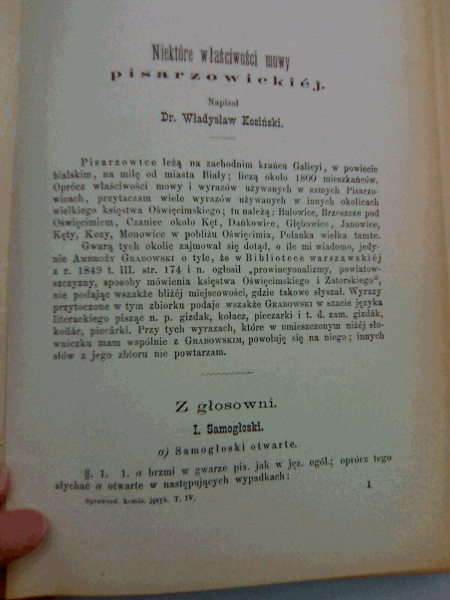 Niektóre właściwości mowy
pisarzowickiéj.
Napisał
Dr. Władysław Kosiński.
Pisarzowice leżą na zachodnim krańcu Galicyi, w powiecie
bialskim, na milę od miasta Biały; liczą około 1800 mieszkańców.
Oprócz właściwości mowy i wyrazów używanych w samych Pisarzo-
wicach, przytaczam wiele wyrazów używanych w innych okolicach
wielkiego księstwa Oświęcimskiego; tu należą: Bulowice, Brzeszcze pod
Oświęcimiem, Czaniec około Kęt, Dańkowice, Głębowice, Janowice,
Kęty, Kozy, Monowice w pobliżu Oświęcimia, Polanka wielka tamże.
Gwarą tych okolic zajmował się dotąd, o ile mi wiadomo, jedy-
nie Ambroży Grabowski o tyle, że w Bibliotece warszawskiéj
z r. 1849 t. III. str. 174 i n. ogłosił „prowincyonalizmy, powiatow-
szczyzny, sposoby mówienia księstwa Oświęcimskiego i Zatorskiego",
nie podając wszakże bliżéj miejscowości, gdzie takowe słyszał. Wyrazy
przytoczone w tym zbiorku podaje wszakże Grabowski w szacie języka
literackiego pisząc n. p. gizdak, kołacz, pieczarki i t. d. zam. gizdák,
kołác, piecárki. Przy tych wyrazach, które w umieszczonym niżéj sło-
wniczku mam wspólnie z Grabowskim, powołuję się na niego; innych
słów z jego zbioru nie powtarzam.
Z głosowni.
I. Samogłoski.
a) Samogłoski otwarte.
§. 1. 1. a brzmi w gwarze pis. jak w jęz. ogól.; oprócz tego
słychać a otwarte w następujących wypadkach:
Sprawozd. komis. język. T. IV.
1